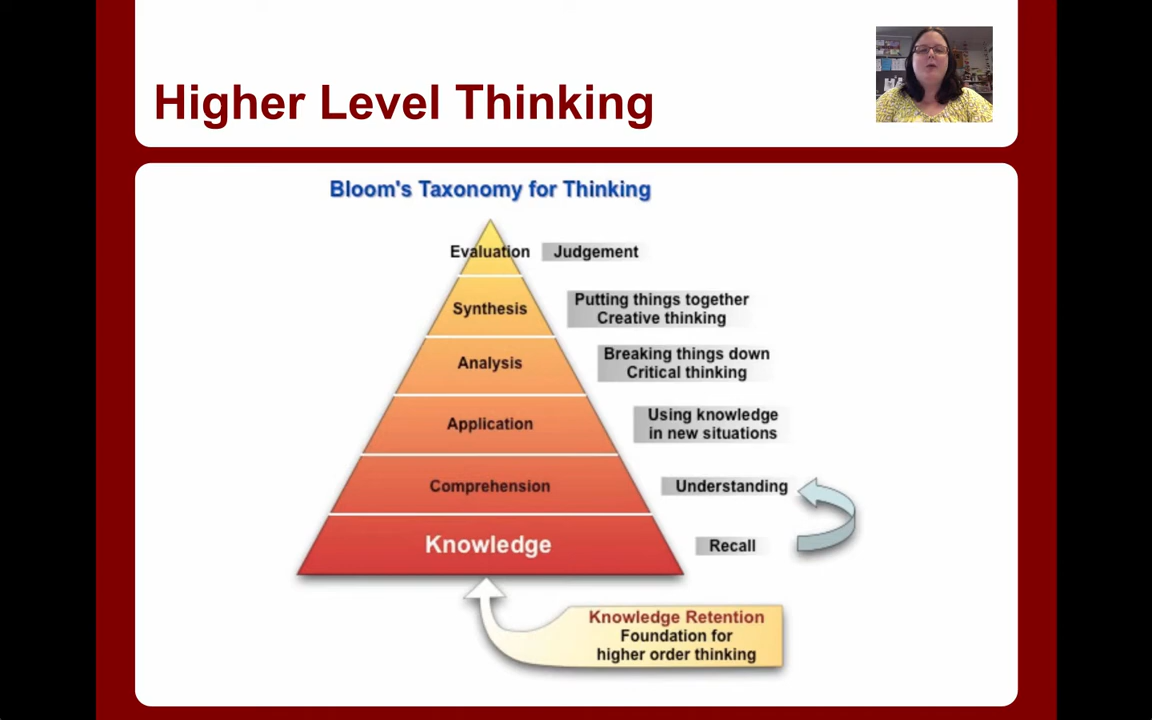 Higher Level Thinking
Bloom's Taxonomy for Thinking
Evaluation Judgement
Synthesis
Putting things together
Creative thinking
Analysis
Breaking things down
Critical thinking
Application
Using knowledge
in new situations
Comprehension
Understanding
Knowledge
Recall
Knowledge Retention
Foundation for
higher order thinking